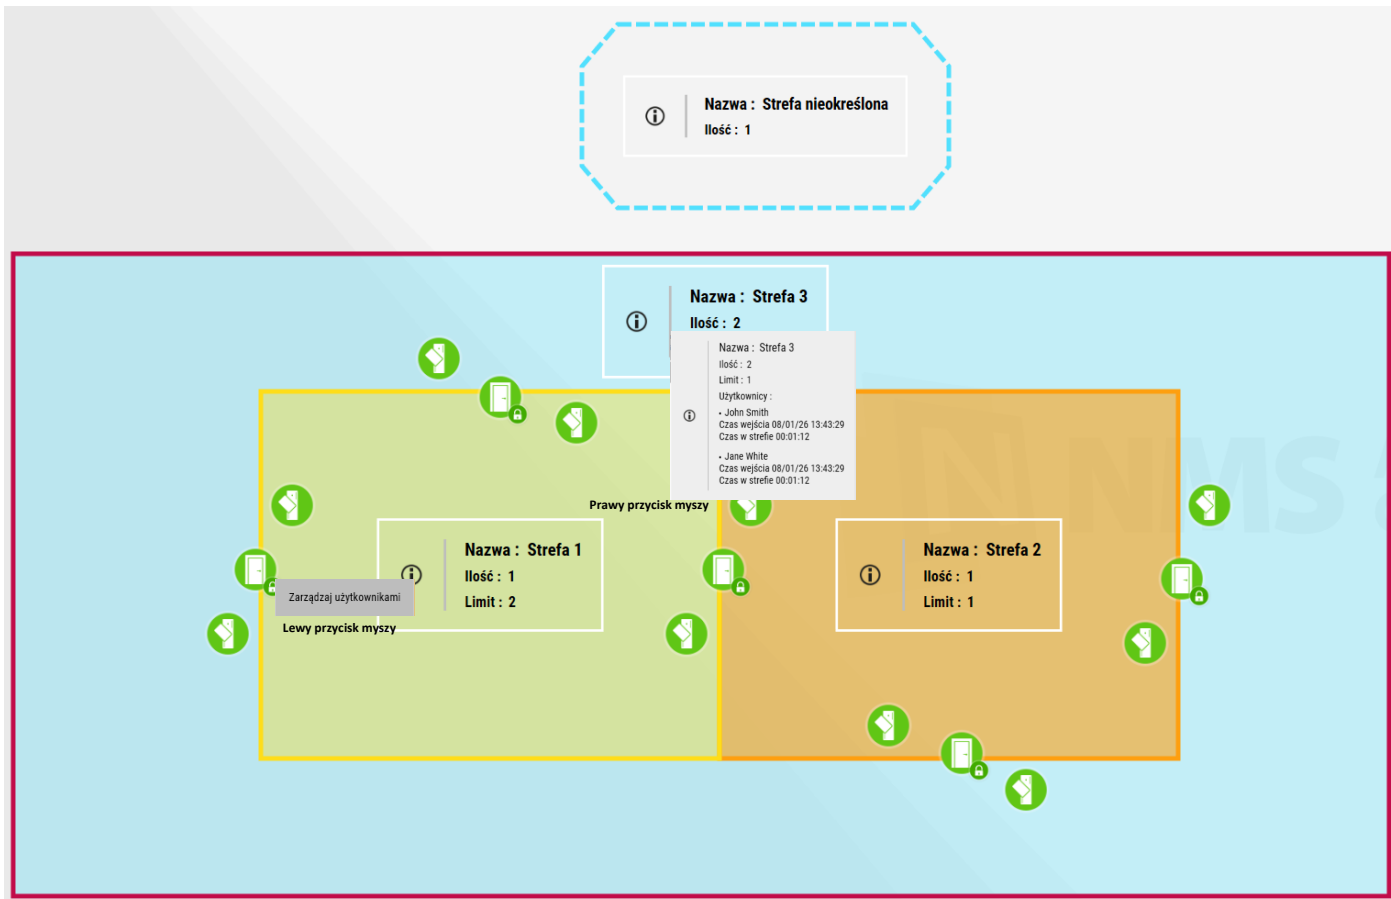 Nazwa : Strefa nieokreślona
Ilość : 1
Nazwa : Strefa 3
Ilość : 2
Nazwa : Strefa 3
Ilość : 2
Limit : 1
Użytkownicy :
• John Smith
Czas wejścia 08/01/26 13:43:29
Czas w strefie 00:01:12
• Jane White
Czas wejścia 08/01/26 13:43:29
Czas w strefie 00:01:12
Prawy przycisk myszy
Nazwa : Strefa 1
Ilość : 1
Limit : 2
Zarządzaj użytkownikami
Lewy przycisk myszy
Nazwa : Strefa 2
Ilość : 1
Limit : 1
NMS